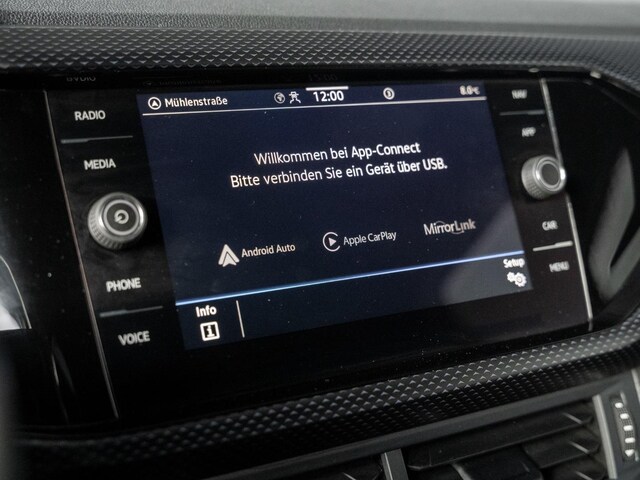 RADIO
MEDIA
PHONE
VOICE
Mühlenstraße 12:00 8.0°C
Willkommen bei App-Connect
Bitte verbinden Sie ein Gerät über USB.
Android Auto Apple CarPlay MirrorLink
Setup
Info
NAV
APP
CAR
MENU